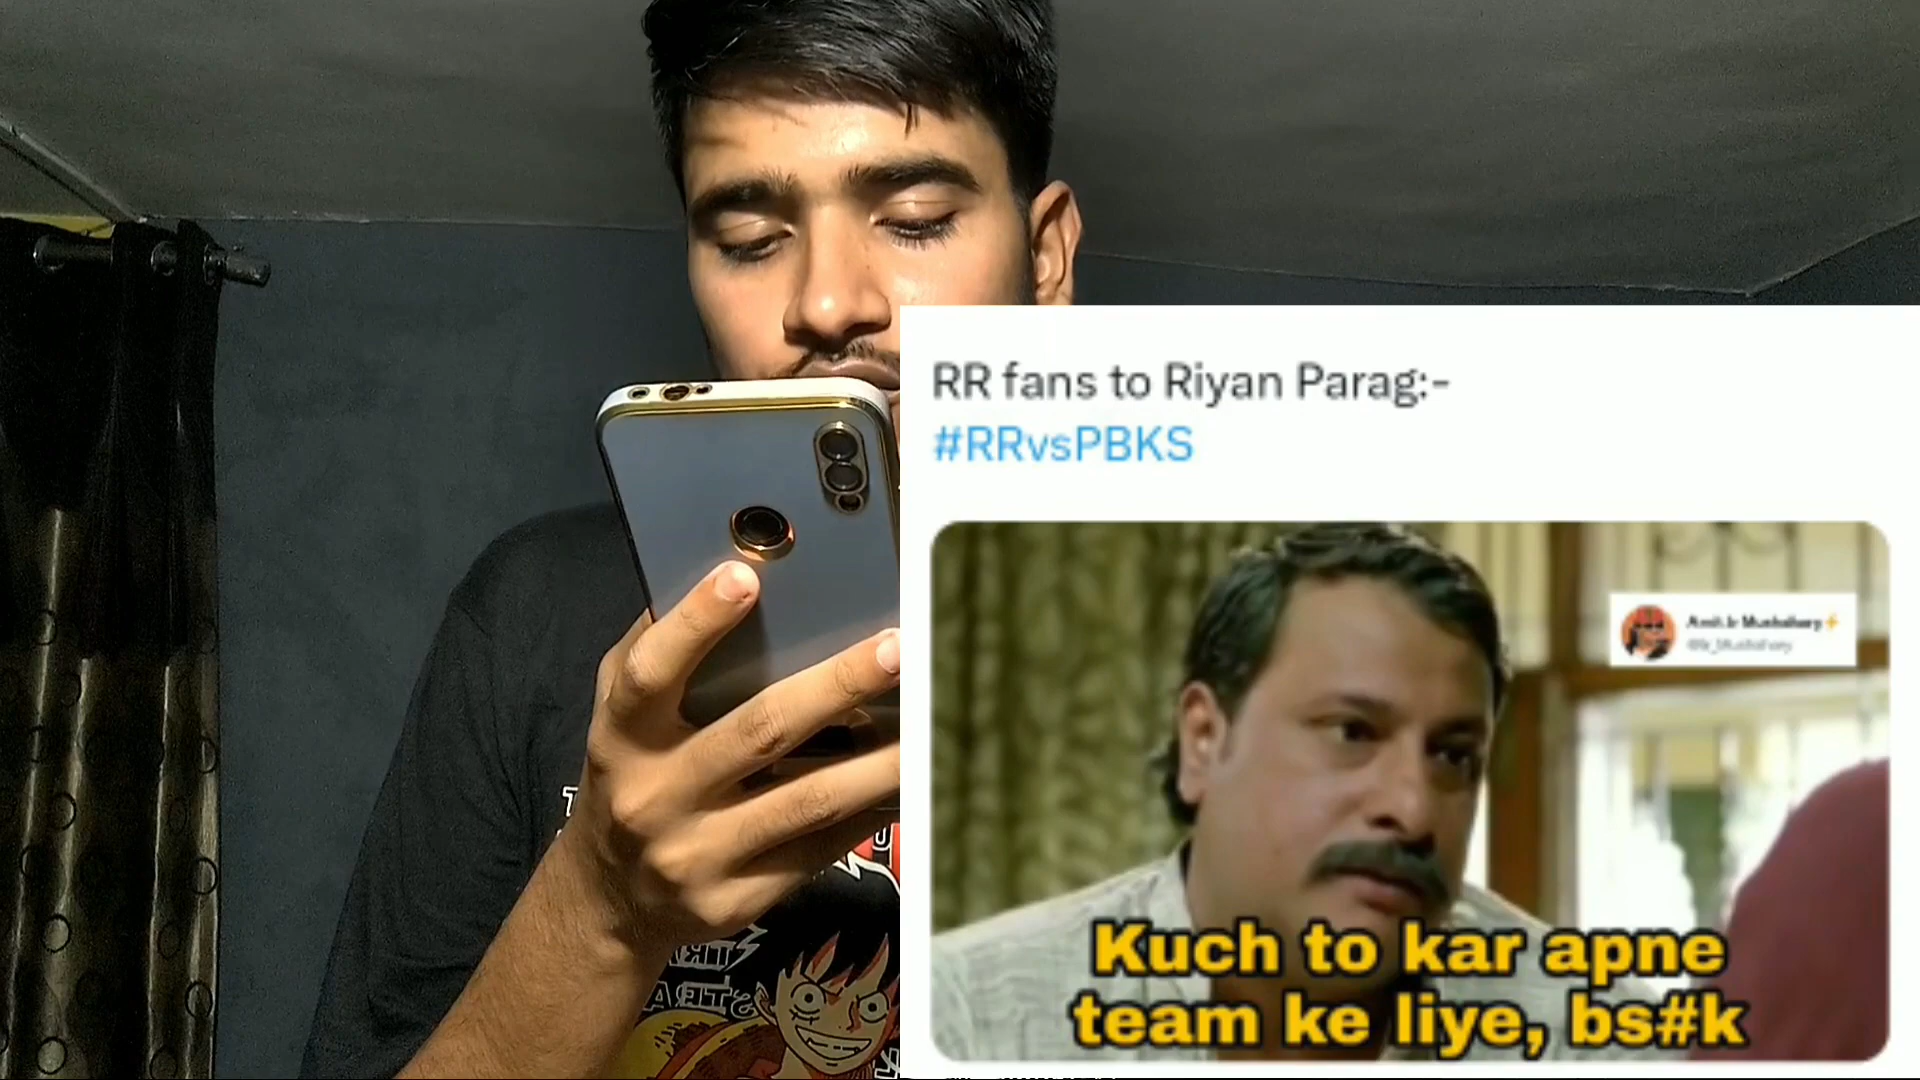 RR fans to Riyan Parag:-
#RRvsPBKS
Kuch to kar apne
team ke liye, bs#k